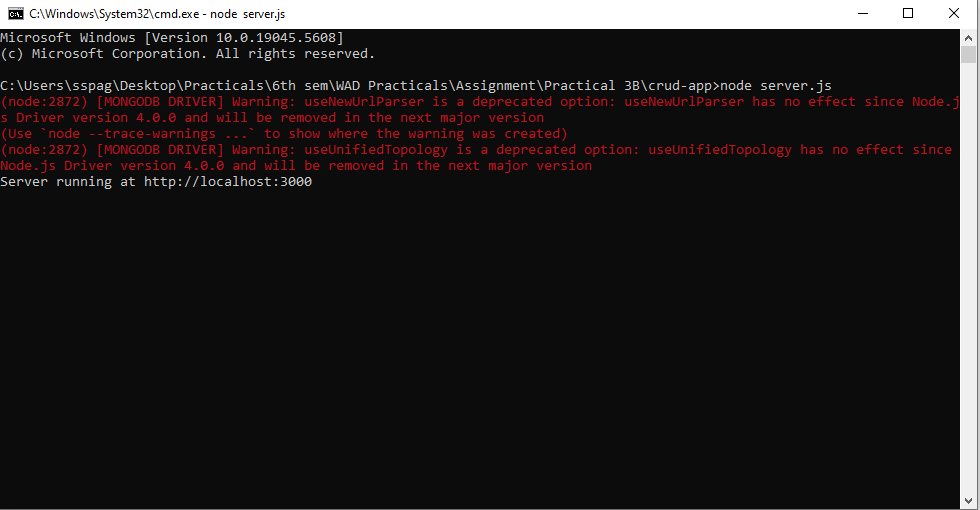 C:\Windows\System32\cmd.exe - node server.js
Microsoft Windows [Version 10.0.19045.5608]
(c) Microsoft Corporation. All rights reserved.
C:\Users\sspag\Desktop\Practicals\6th sem\WAD Practicals\Assignment\Practical 3B\crud-app>node server.js
(node:2872) [MONGODB DRIVER] Warning: useNewUrlParser is a deprecated option: useNewUrlParser has no effect since Node.j
s Driver version 4.0.0 and will be removed in the next major version
(Use `node --trace-warnings ...` to show where the warning was created)
(node:2872) [MONGODB DRIVER] Warning: useUnifiedTopology is a deprecated option: useUnifiedTopology has no effect since
Node.js Driver version 4.0.0 and will be removed in the next major version
Server running at http://localhost:3000